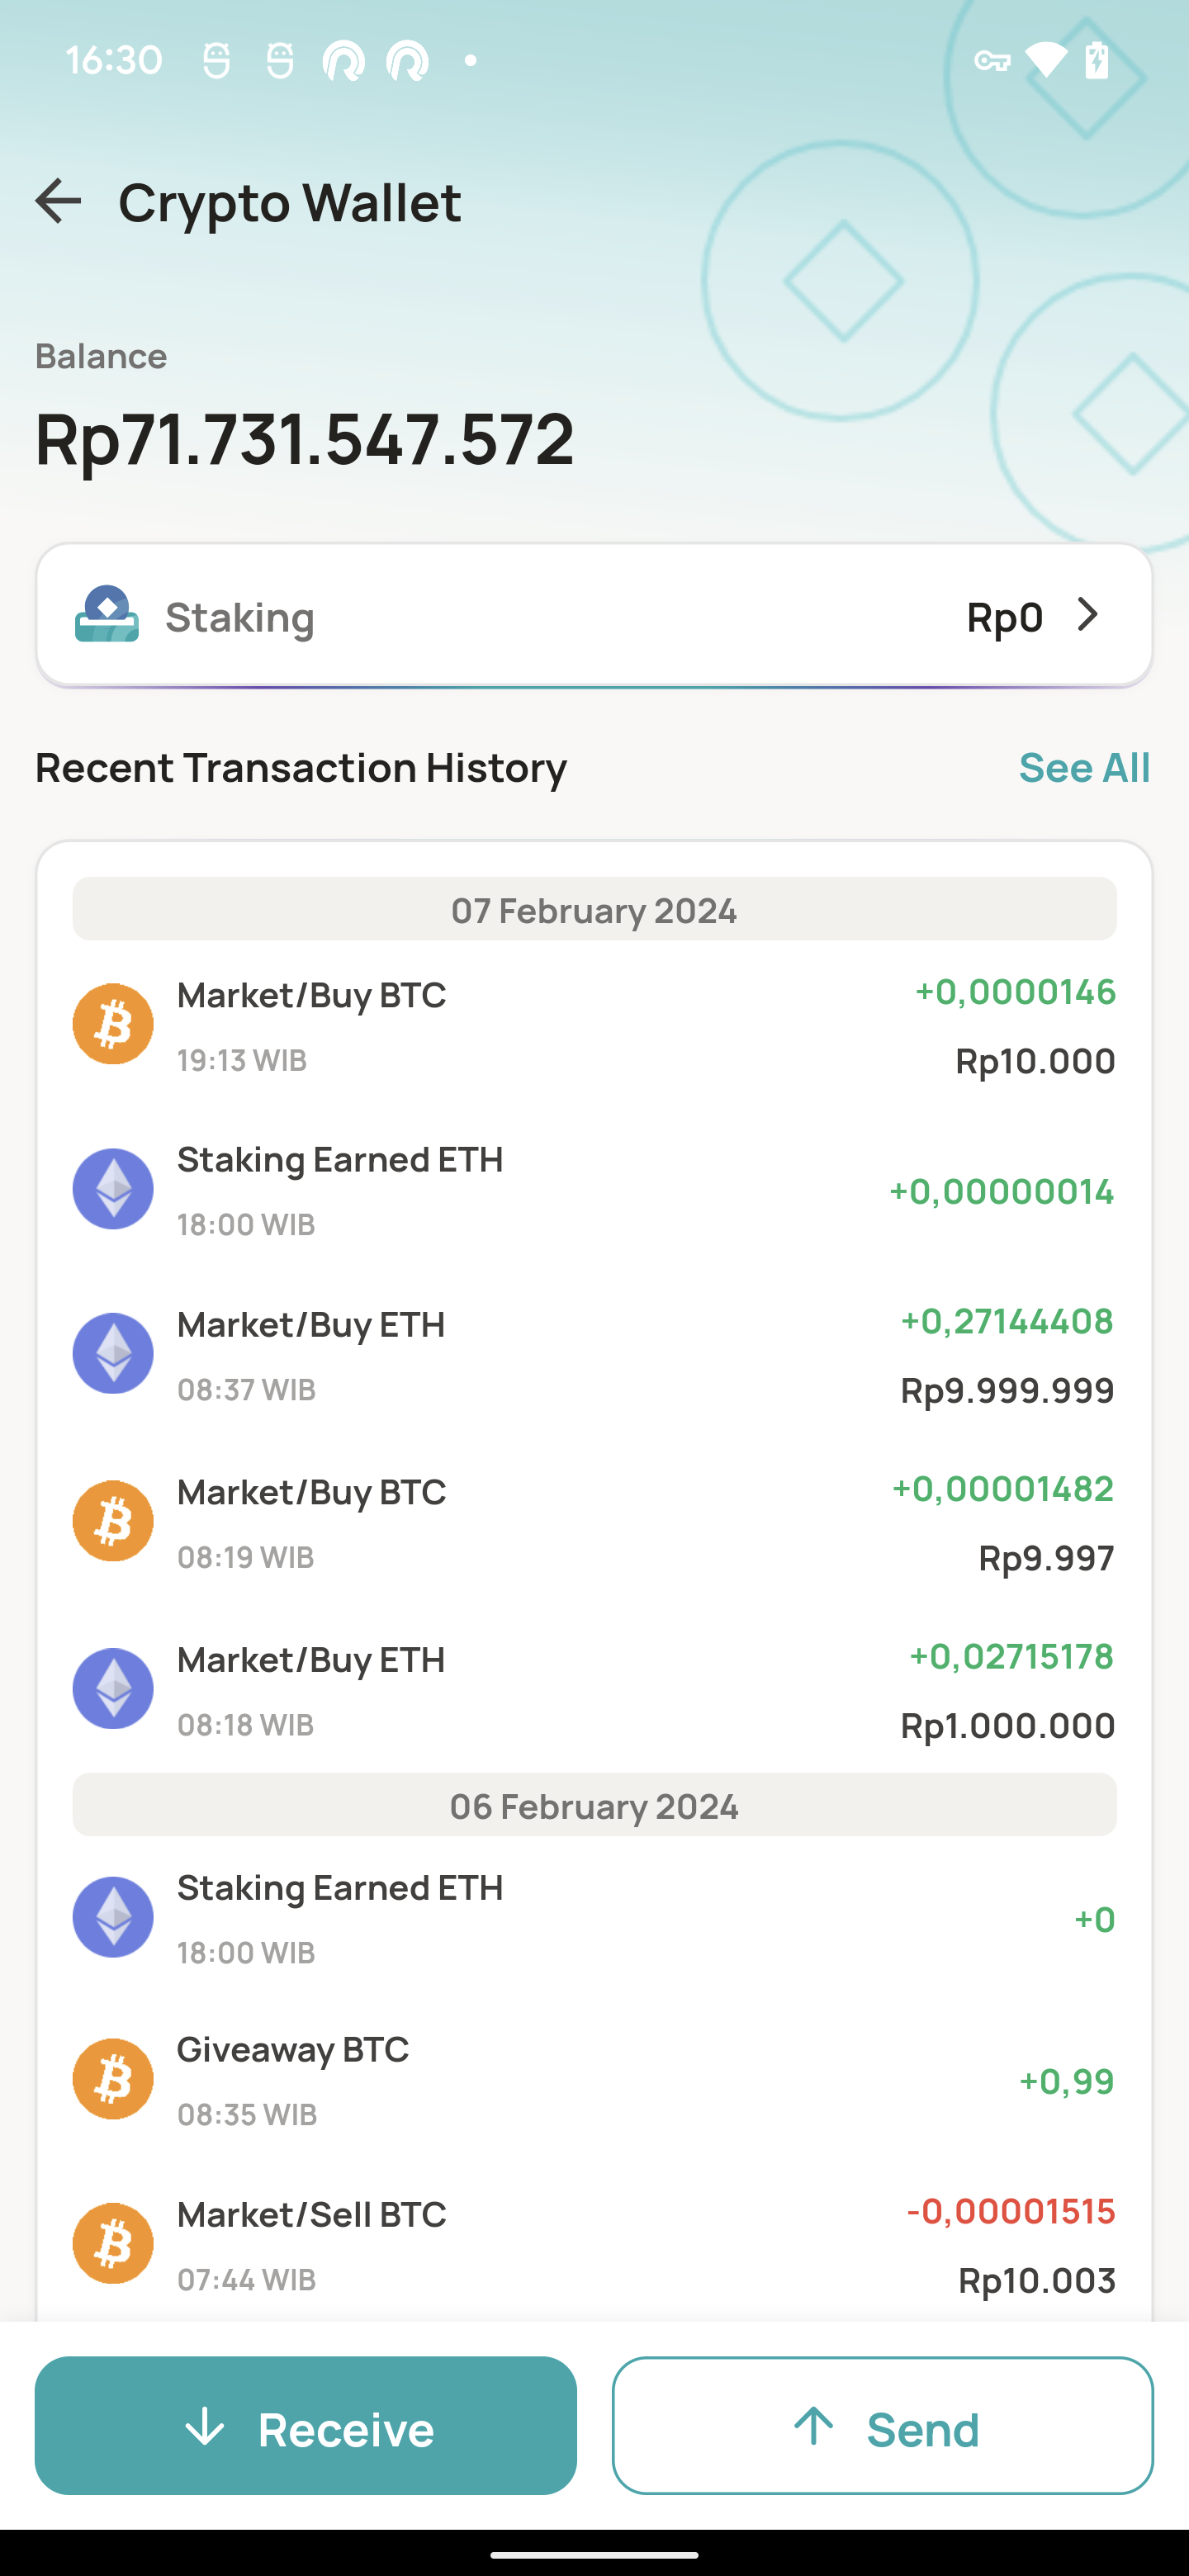 16:30
Crypto Wallet
Balance
Rp71.731.547.572
Staking Rp0
Recent Transaction History See All
07 February 2024
Market/Buy BTC +0,0000146
19:13 WIB Rp10.000
Staking Earned ETH
+0,00000014
18:00 WIB
Market/Buy ETH +0,27144408
08:37 WIB Rp9.999.999
Market/Buy BTC +0,00001482
08:19 WIB Rp9.997
Market/Buy ETH +0,02715178
08:18 WIB Rp1.000.000
06 February 2024
Staking Earned ETH
+0
18:00 WIB
Giveaway BTC
+0,99
08:35 WIB
Market/Sell BTC -0,00001515
07:44 WIB Rp10.003
Receive Send